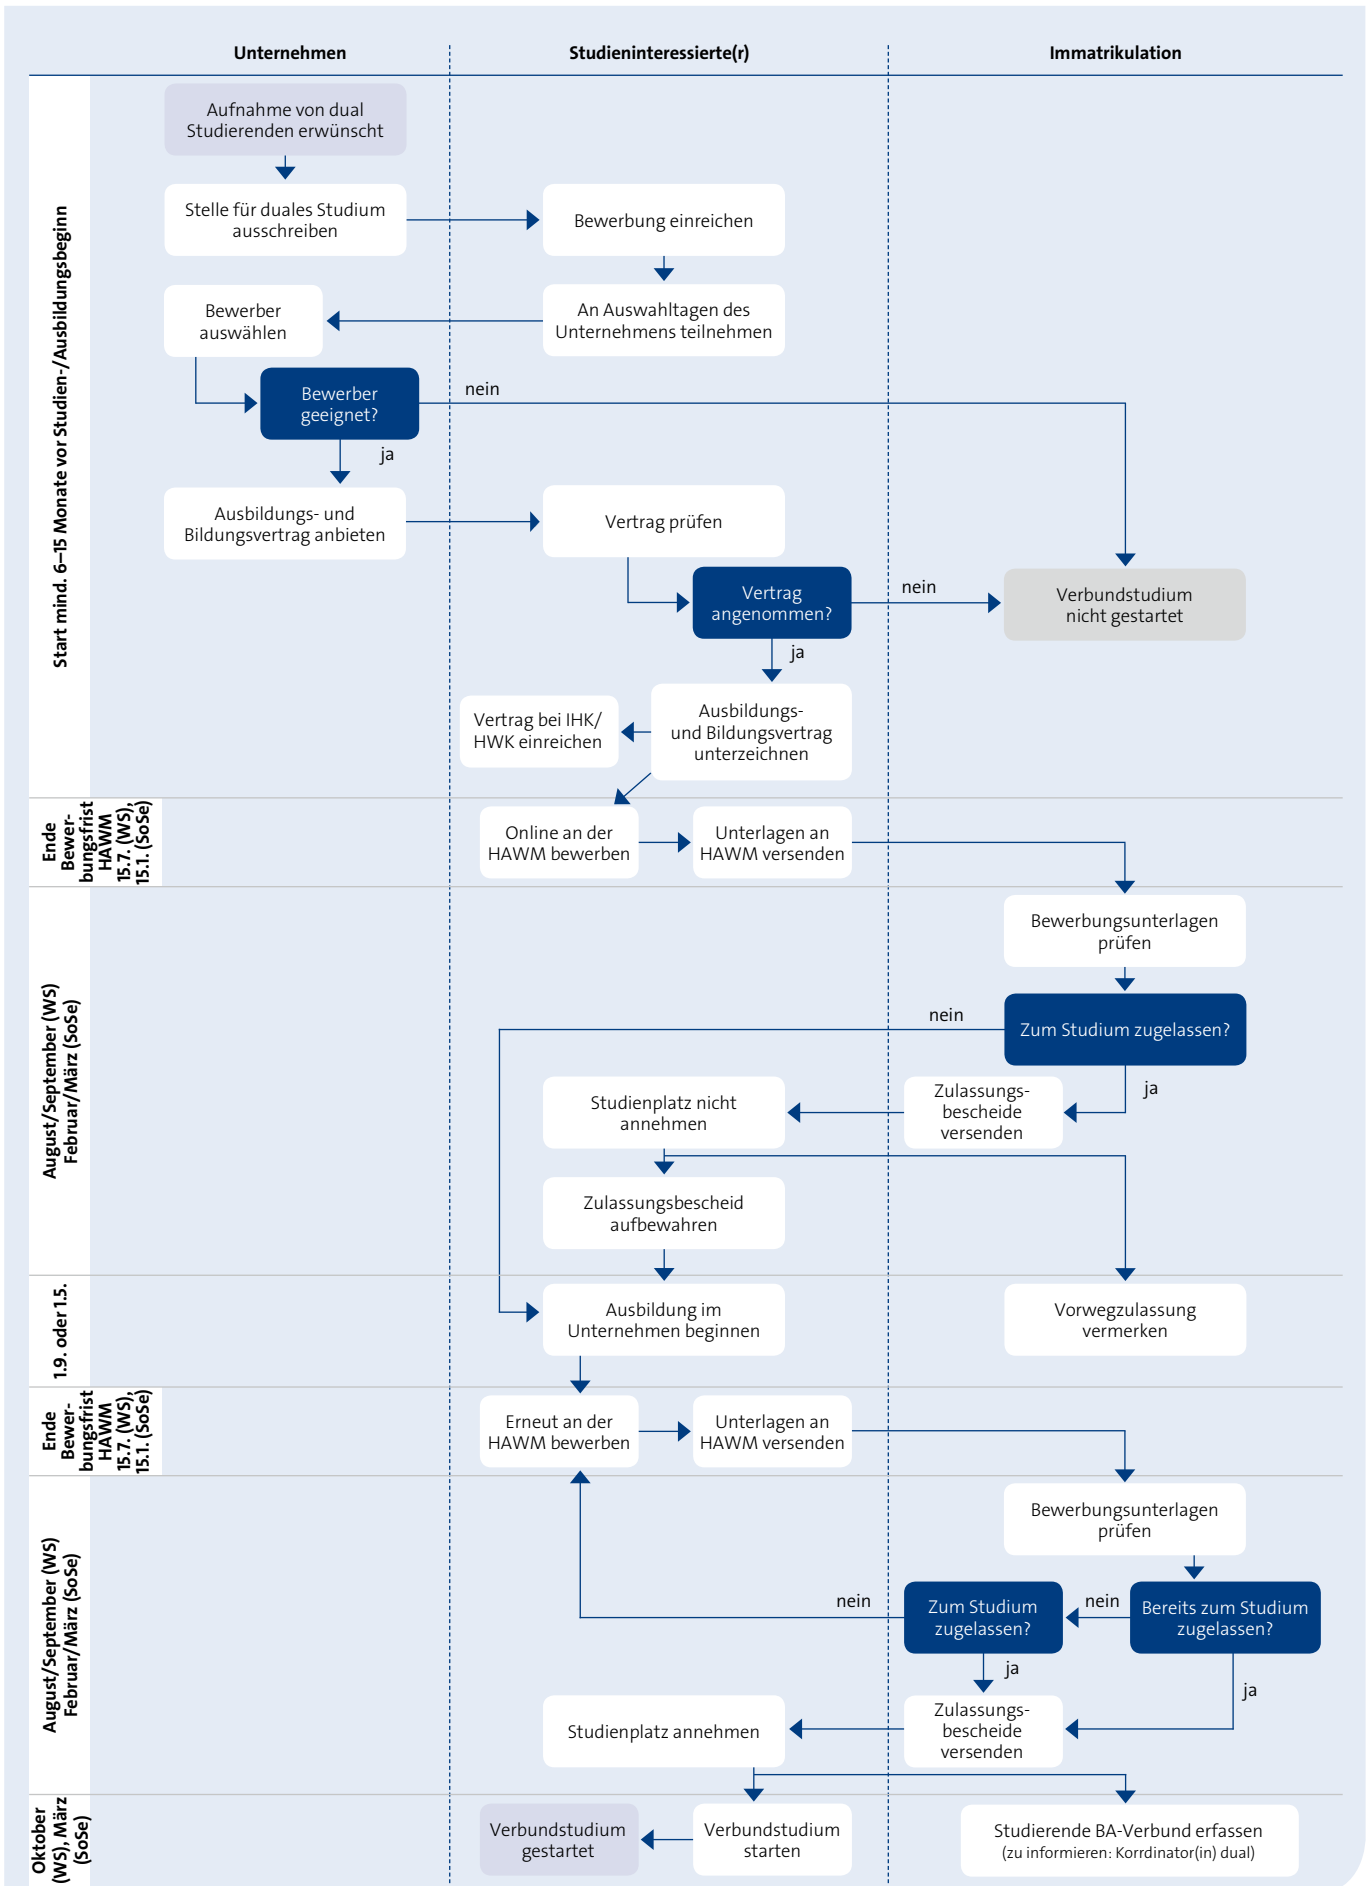 Unternehmen
Studieninteressierte(r)
Immatrikulation
Start mind. 6–15 Monate vor Studien-/Ausbildungsbeginn
Aufnahme von dual
Studierenden erwünscht
Stelle für duales Studium
ausschreiben
Bewerbung einreichen
An Auswahltagen des
Unternehmens teilnehmen
Bewerber
auswählen
Bewerber
geeignet?
nein
ja
Ausbildungs- und
Bildungsvertrag anbieten
Vertrag prüfen
Vertrag
angenommen?
nein
Verbundstudium
nicht gestartet
ja
Ausbildungs-
und Bildungsvertrag
unterzeichnen
Vertrag bei IHK/
HWK einreichen
Ende
Bewer-
bungsfrist
HAWM
15.7. (WS),
15.1. (SoSe)
Online an der
HAWM bewerben
Unterlagen an
HAWM versenden
August/September (WS)
Februar/März (SoSe)
Bewerbungsunterlagen
prüfen
Zum Studium zugelassen?
nein
ja
Zulassungs-
bescheide
versenden
Studienplatz nicht
annehmen
Zulassungsbescheid
aufbewahren
1.9. oder 1.5.
Ausbildung im
Unternehmen beginnen
Vorwegzulassung
vermerken
Ende
Bewer-
bungsfrist
HAWM
15.7. (WS),
15.1. (SoSe)
Erneut an der
HAWM bewerben
Unterlagen an
HAWM versenden
August/September (WS)
Februar/März (SoSe)
Bewerbungsunterlagen
prüfen
Bereits zum Studium
zugelassen?
nein
Zum Studium
zugelassen?
nein
ja
ja
Zulassungs-
bescheide
versenden
Studienplatz annehmen
Oktober
(WS), März
(SoSe)
Verbundstudium
gestartet
Verbundstudium
starten
Studierende BA-Verbund erfassen
(zu informieren: Korrdinator(in) dual)